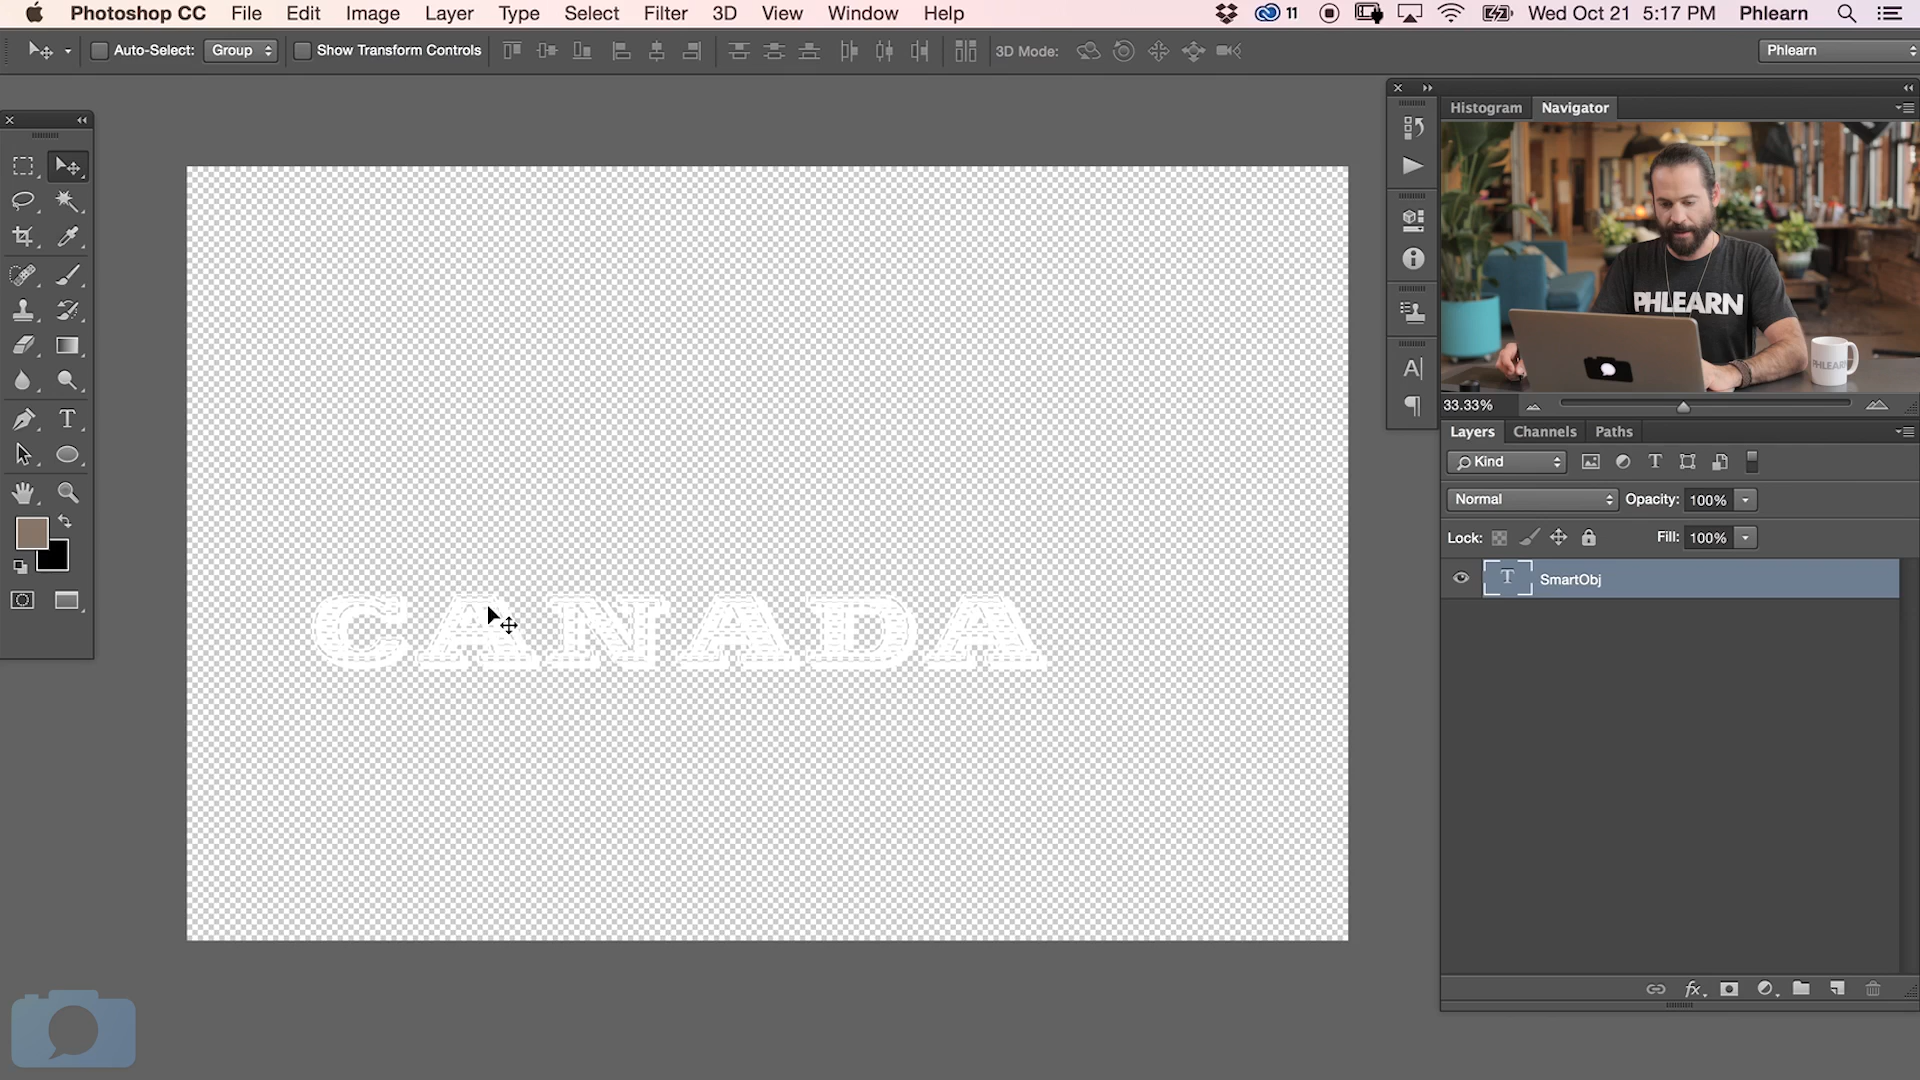 Photoshop CC File Edit Image Layer Type Select Filter 3D View Window Help 11 Wed Oct 21 5:17 PM Phlearn
Auto-Select: Group Show Transform Controls 3D Mode: Phlearn
Histogram Navigator
PHLEARN
PHLEARN
A
33.33%
Layers Channels Paths
Kind T
Normal Opacity: 100%
Lock: Fill: 100%
T SmartObj
T
CANADA
fx